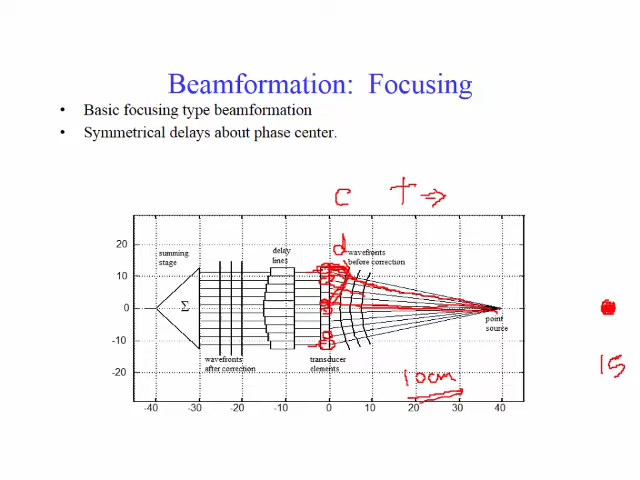 Beamformation: Focusing
• Basic focusing type beamformation
• Symmetrical delays about phase center.
C T →
d
20
10
0
-10
-20
summing
stage
Σ
delay
lines
wavefronts
before correction
point
source
wavefronts
after correction
transducer
elements
10cm
15
-40 -30 -20 -10 0 10 20 30 40